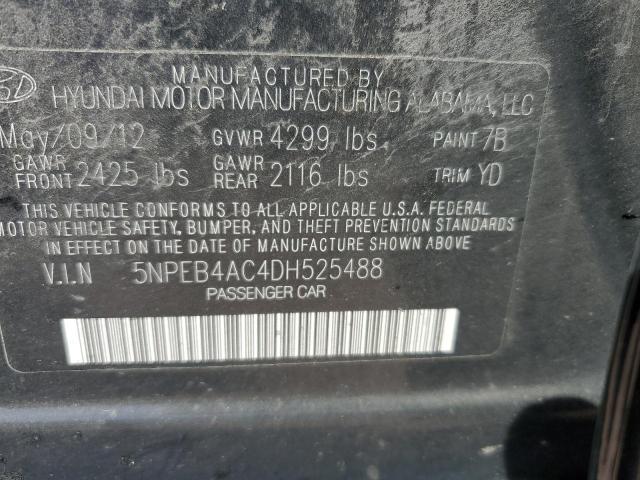 MANUFACTURED BY
HYUNDAI MOTOR MANUFACTURING ALABAMA, LLC
May/09/12 GVWR 4299 lbs PAINT 7B
GAWR FRONT 2425 lbs GAWR REAR 2116 lbs TRIM YD
THIS VEHICLE CONFORMS TO ALL APPLICABLE U.S.A. FEDERAL
MOTOR VEHICLE SAFETY, BUMPER, AND THEFT PREVENTION STANDARDS
IN EFFECT ON THE DATE OF MANUFACTURE SHOWN ABOVE.
V.I.N 5NPEB4AC4DH525488
PASSENGER CAR